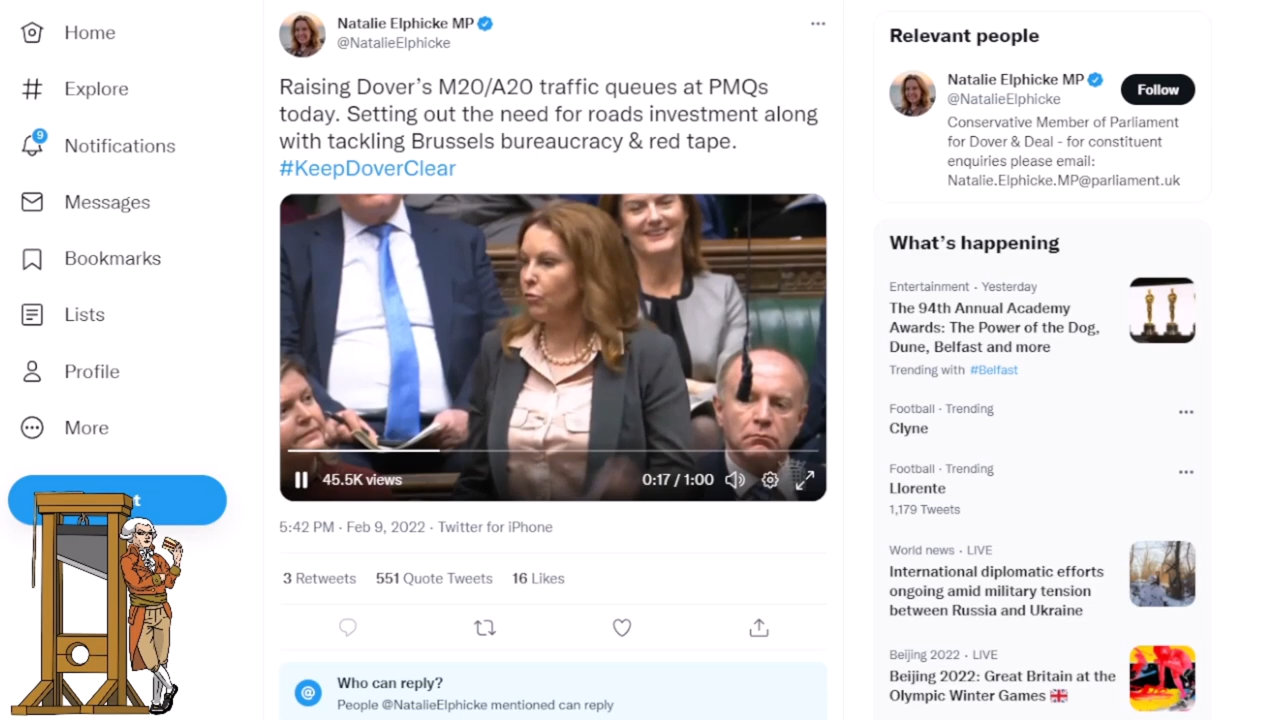 Home
Explore
9
Notifications
Messages
Bookmarks
Lists
Profile
More
t
Natalie Elphicke MP
@NatalieElphicke
Raising Dover’s M20/A20 traffic queues at PMQs
today. Setting out the need for roads investment along
with tackling Brussels bureaucracy & red tape.
#KeepDoverClear
45.5K views
0:17 / 1:00
5:42 PM · Feb 9, 2022 · Twitter for iPhone
3 Retweets 551 Quote Tweets 16 Likes
Who can reply?
People @NatalieElphicke mentioned can reply
Relevant people
Natalie Elphicke MP
@NatalieElphicke
Follow
Conservative Member of Parliament
for Dover & Deal - for constituent
enquiries please email:
Natalie.Elphicke.MP@parliament.uk
What’s happening
Entertainment · Yesterday
The 94th Annual Academy
Awards: The Power of the Dog,
Dune, Belfast and more
Trending with #Belfast
Football · Trending
Clyne
Football · Trending
Llorente
1,179 Tweets
World news · LIVE
International diplomatic efforts
ongoing amid military tension
between Russia and Ukraine
Beijing 2022 · LIVE
Beijing 2022: Great Britain at the
Olympic Winter Games